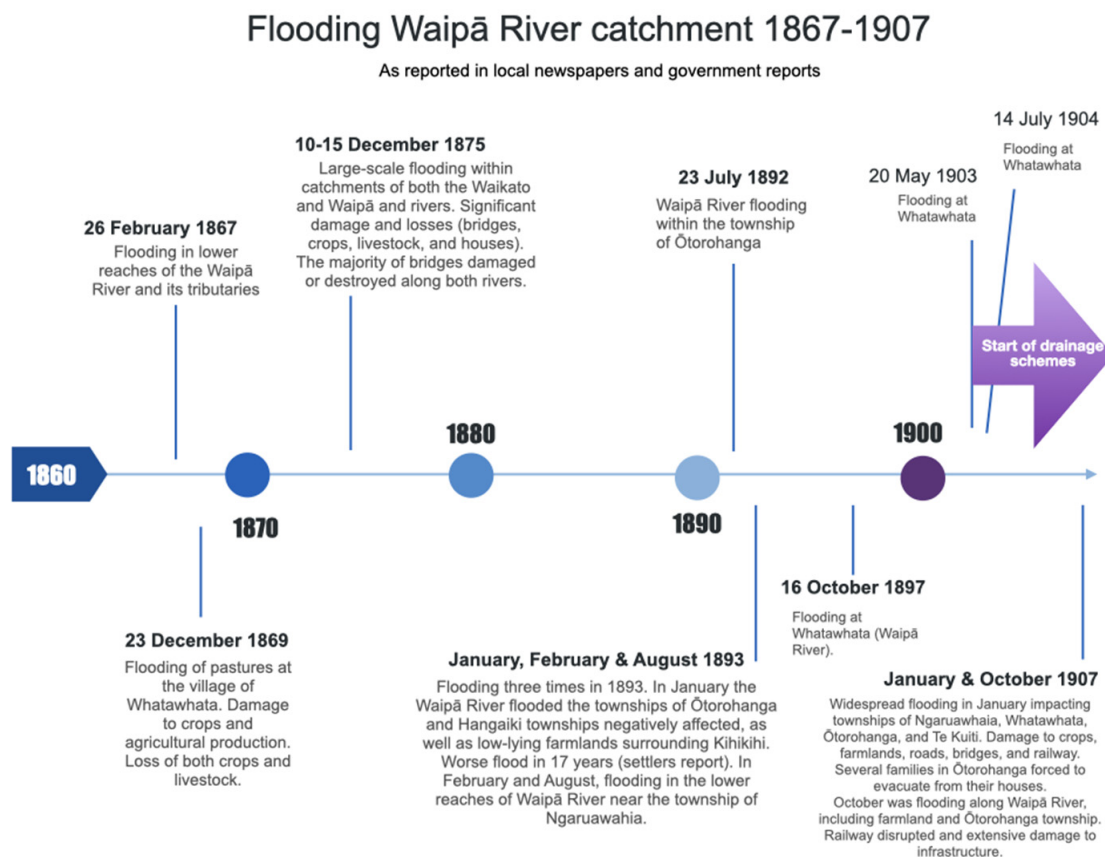 Flooding Waipā River catchment 1867-1907
As reported in local newspapers and government reports
26 February 1867
Flooding in lower
reaches of the Waipā
River and its tributaries
10-15 December 1875
Large-scale flooding within
catchments of both the Waikato
and Waipā and rivers. Significant
damage and losses (bridges,
crops, livestock, and houses).
The majority of bridges damaged
or destroyed along both rivers.
23 July 1892
Waipā River flooding
within the township
of Ōtorohanga
20 May 1903
Flooding at
Whatawhata
14 July 1904
Flooding at
Whatawhata
Start of drainage
schemes
1860
1870
1880
1890
1900
23 December 1869
Flooding of pastures at
the village of
Whatawhata. Damage
to crops and
agricultural production.
Loss of both crops and
livestock.
January, February & August 1893
Flooding three times in 1893. In January the
Waipā River flooded the townships of Ōtorohanga
and Hangaiki townships negatively affected, as
well as low-lying farmlands surrounding Kihikihi.
Worse flood in 17 years (settlers report). In
February and August, flooding in the lower
reaches of Waipā River near the township of
Ngaruawahia.
16 October 1897
Flooding at
Whatawhata (Waipā
River).
January & October 1907
Widespread flooding in January impacting
townships of Ngaruawhaia, Whatawhata,
Ōtorohanga, and Te Kuiti. Damage to crops,
farmlands, roads, bridges, and railway.
Several families in Ōtorohanga forced to
evacuate from their houses.
October was flooding along Waipā River,
including farmland and Ōtorohanga township.
Railway disrupted and extensive damage to
infrastructure.